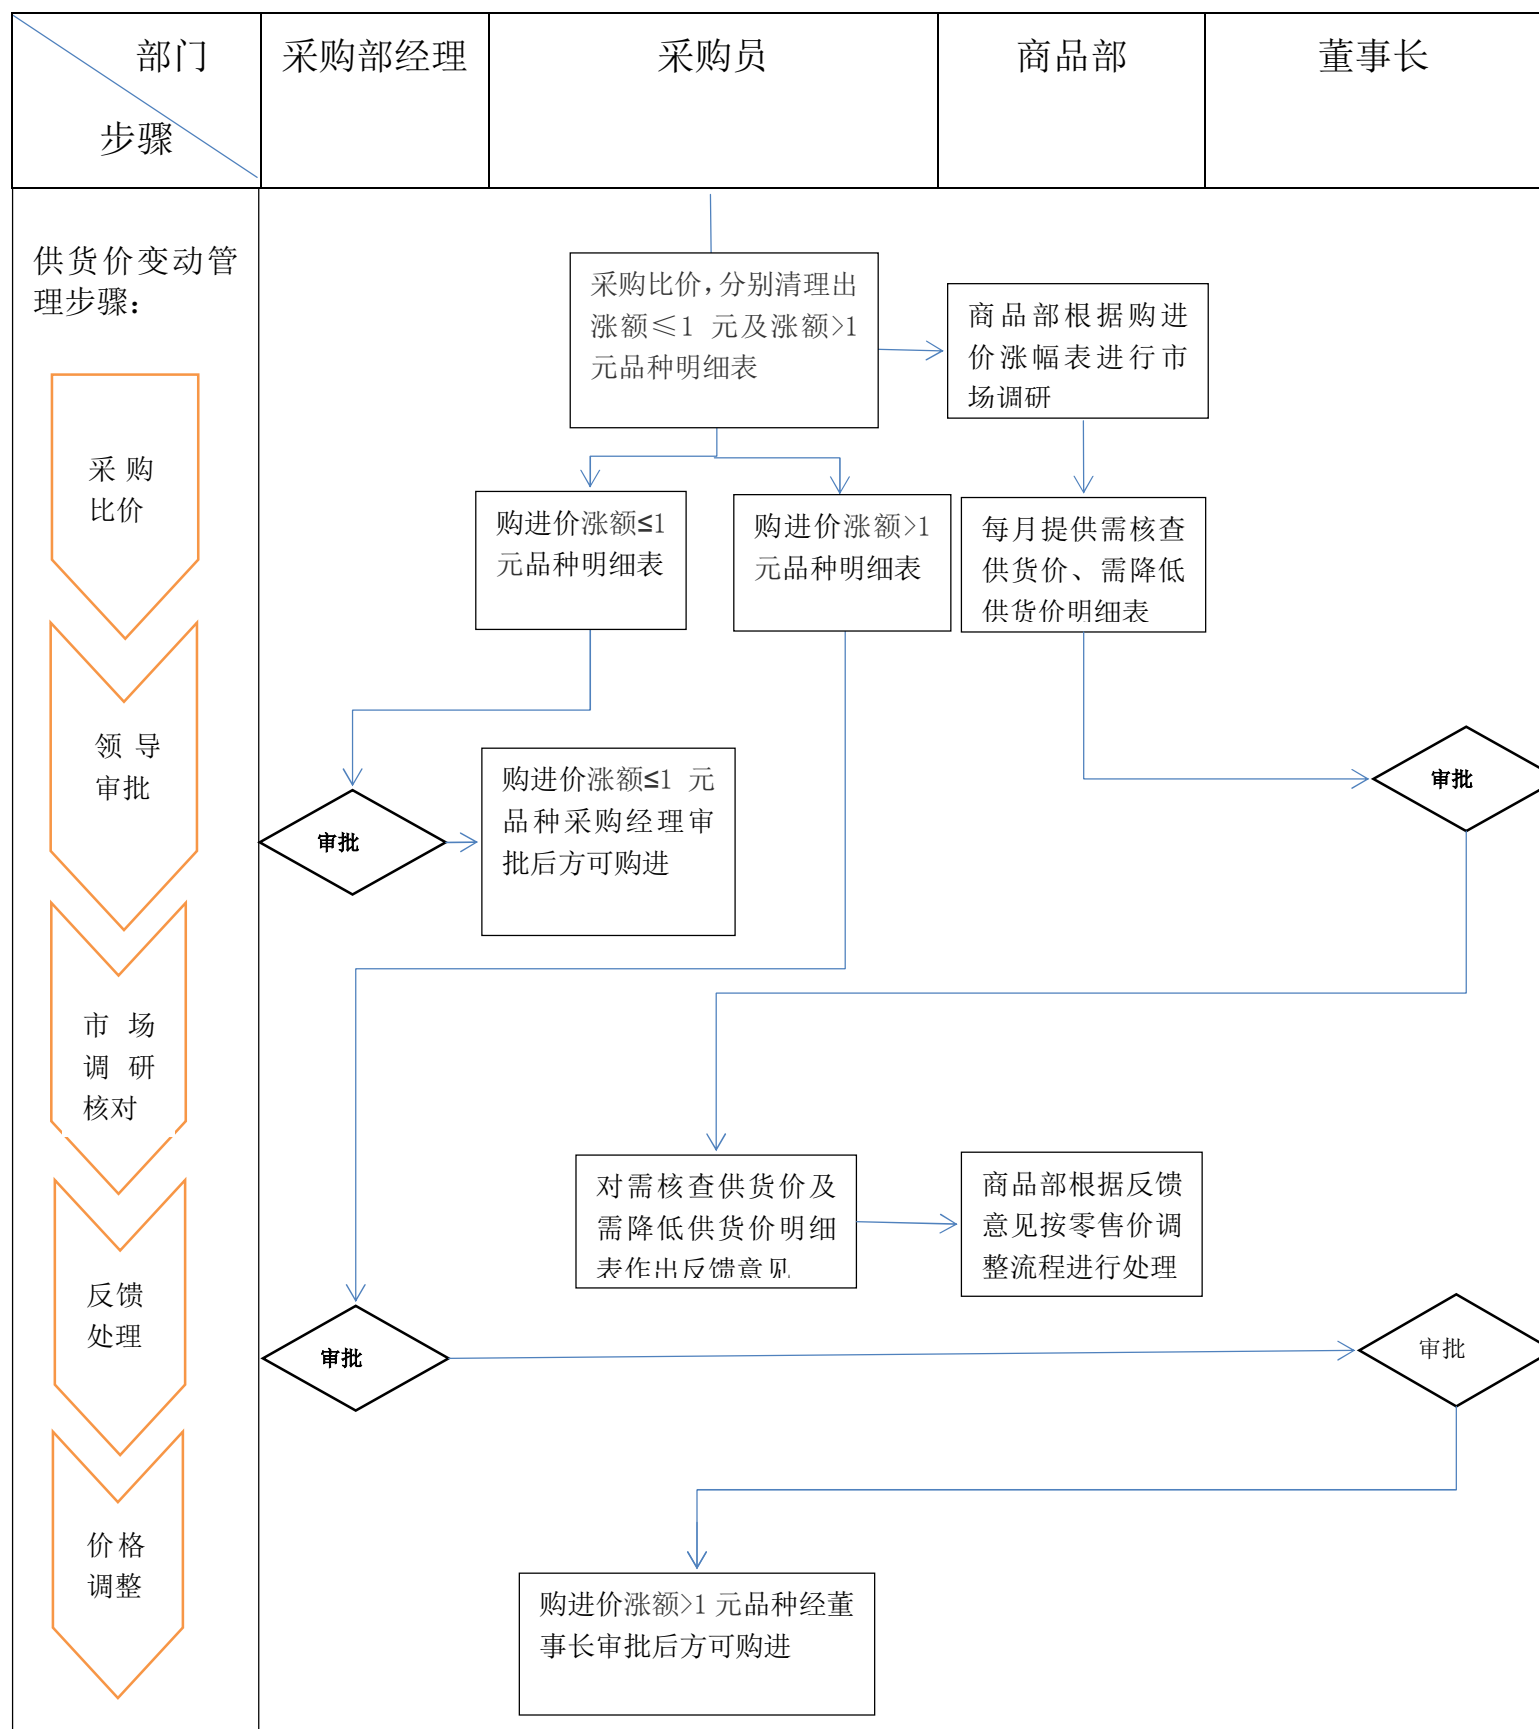 部门
步骤
采购部经理
采购员
商品部
董事长
供货价变动管
理步骤：
采购
比价
领导
审批
市场
调研
核对
反馈
处理
价格
调整
采购比价，分别清理出
涨额≤1 元及涨额>1
元品种明细表
商品部根据购进
价涨幅表进行市
场调研
购进价涨额≤1
元品种明细表
购进价涨额>1
元品种明细表
每月提供需核查
供货价、需降低
供货价明细表
审批
购进价涨额≤1 元
品种采购经理审
批后方可购进
审批
对需核查供货价及
需降低供货价明细
表作出反馈意见
商品部根据反馈
意见按零售价调
整流程进行处理
审批
审批
购进价涨额>1 元品种经董
事长审批后方可购进